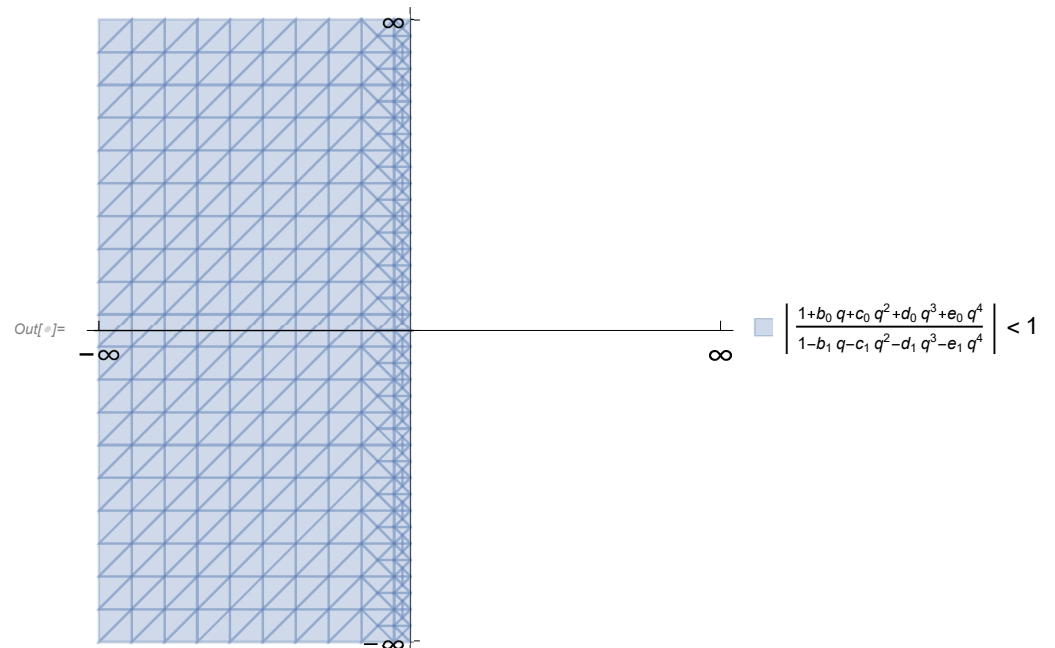 ∞
Out[•]=
-∞
∞
| (1+b₀ q+c₀ q²+d₀ q³+e₀ q⁴)/(1-b₁ q-c₁ q²-d₁ q³-e₁ q⁴) | < 1
-∞